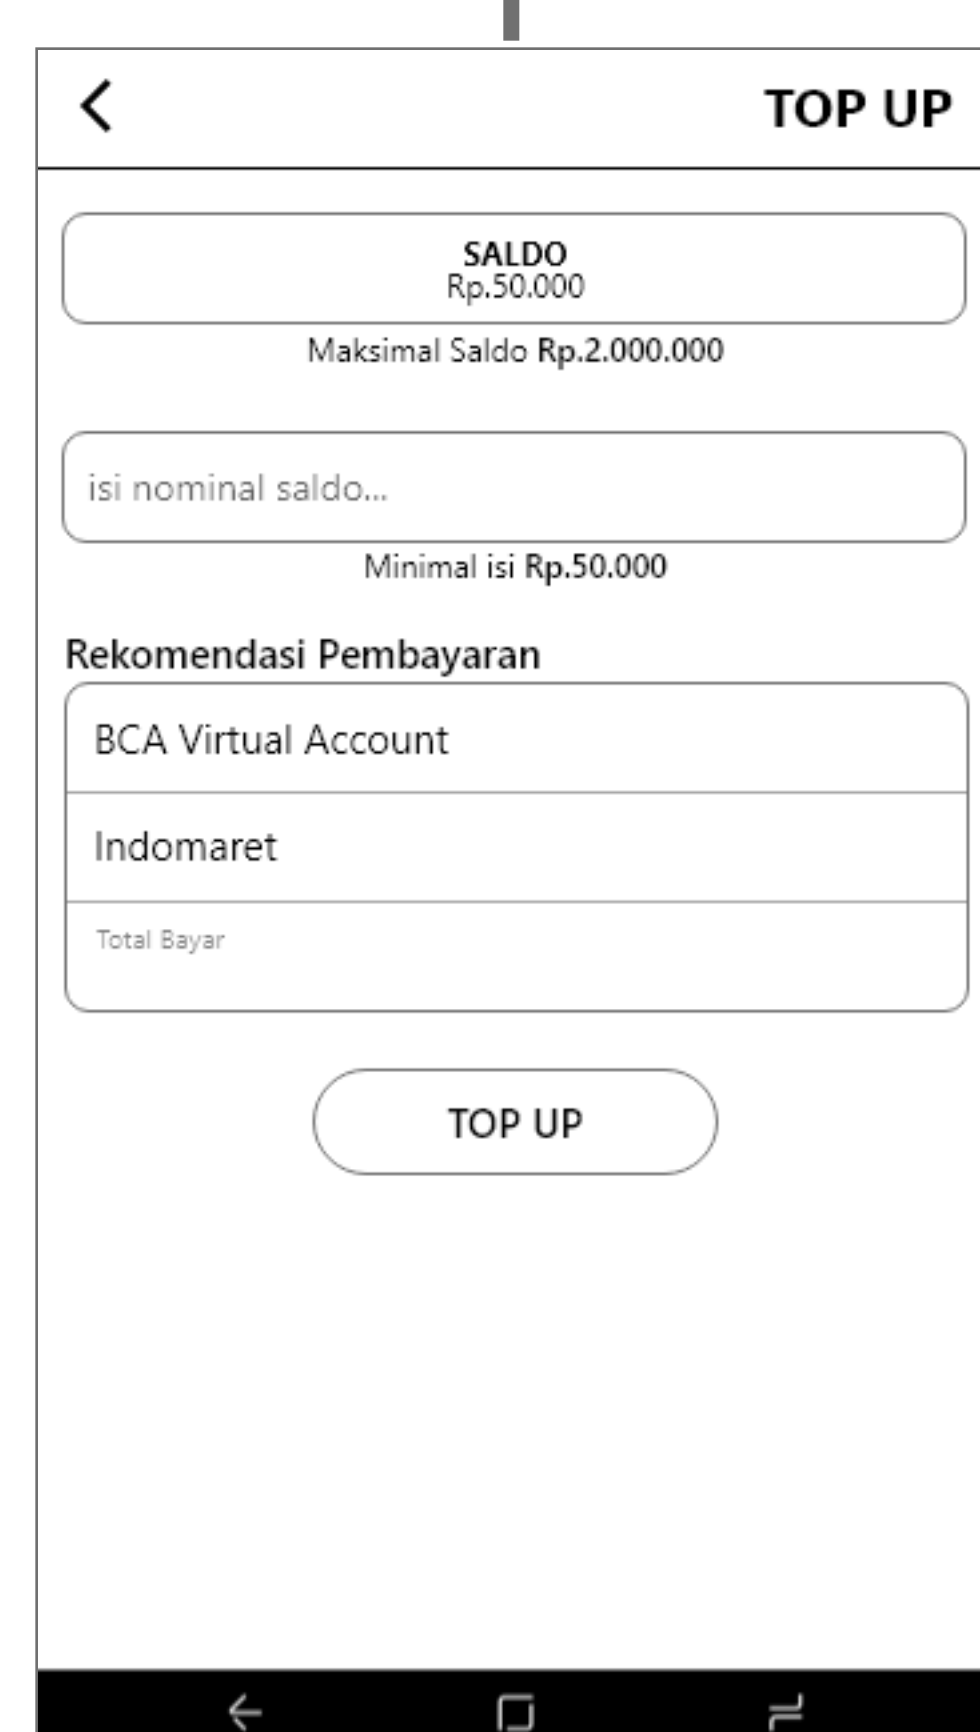 TOP UP
SALDO
Rp.50.000
Maksimal Saldo Rp.2.000.000
isi nominal saldo...
Minimal isi Rp.50.000
Rekomendasi Pembayaran
BCA Virtual Account
Indomaret
Total Bayar
TOP UP